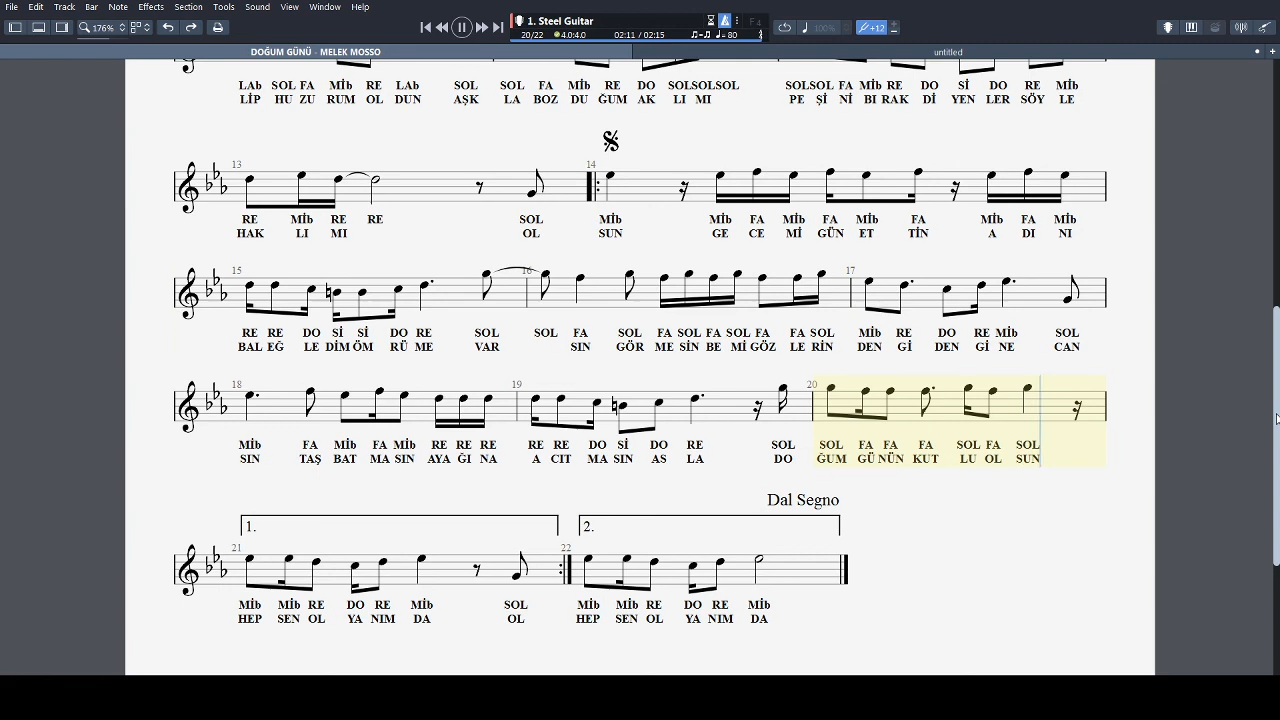 File Edit Track Bar Note Effects Section Tools Sound View Window Help
176% 1. Steel Guitar 100% +12
20/22 4.0:4.0 02:11 / 02:15 = 80 F 4
DOĞUM GÜNÜ - MELEK MOSSO untitled
LAb SOL FA Mİb RE LAb SOL SOL FA Mİb RE DO SOLSOLSOL SOLSOL FA Mİb RE DO Sİ DO RE Mİb
LİP HU ZU RUM OL DUN AŞK LA BOZ DU ĞUM AK LI MI PE Şİ Nİ BI RAK Dİ YEN LER SÖY LE
13 14
RE Mİb RE RE SOL Mİb Mİb FA Mİb FA Mİb FA Mİb FA Mİb
HAK LI MI OL SUN GE CE Mİ GÜN ET TİN A DI NI
15 16 17
RE RE DO Sİ Sİ DO RE SOL SOL FA SOL FA SOL FA SOL FA FA SOL Mİb RE DO RE Mİb SOL
BAL EĞ LE DİM ÖM RÜ ME VAR SIN GÖR ME SİN BE Mİ GÖZ LE RİN DEN Gİ DEN Gİ NE CAN
18 19 20
Mİb FA Mİb FA Mİb RE RE RE RE RE DO Sİ DO RE SOL SOL FA FA FA SOL FA SOL
SIN TAŞ BAT MA SIN AYA ĞI NA A CIT MA SIN AS LA DO ĞUM GÜ NÜN KUT LU OL SUN
Dal Segno
1. 2.
21 22
Mİb Mİb RE DO RE Mİb SOL Mİb Mİb RE DO RE Mİb
HEP SEN OL YA NIM DA OL HEP SEN OL YA NIM DA